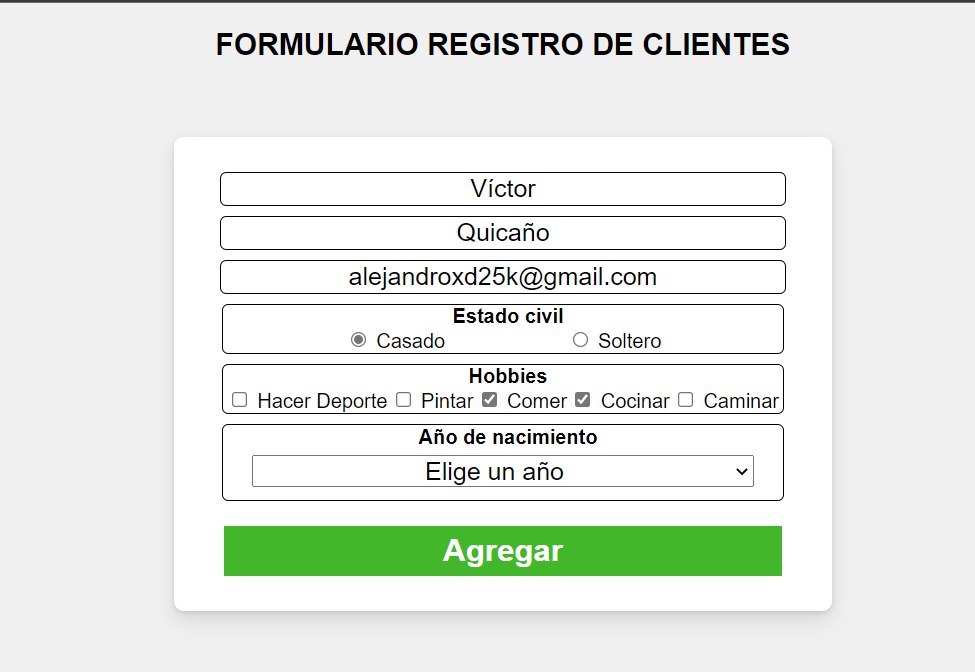 FORMULARIO REGISTRO DE CLIENTES
Víctor
Quicaño
alejandroxd25k@gmail.com
Estado civil
Casado Soltero
Hobbies
Hacer Deporte Pintar Comer Cocinar Caminar
Año de nacimiento
Elige un año
Agregar